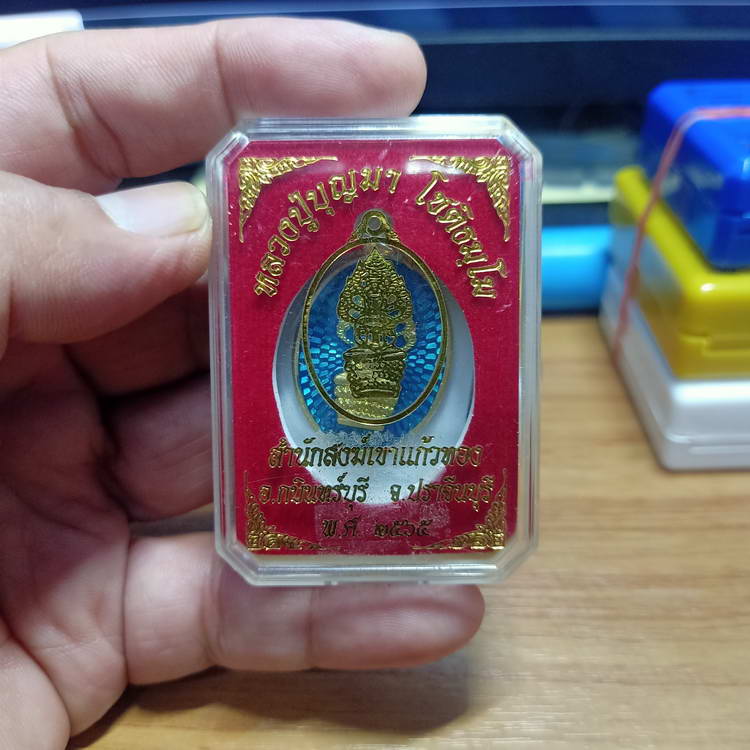 หลวงปู่บุญมา โชติธมฺโม
สำนักสงฆ์เขาแก้วทอง
อ.กบินทร์บุรี จ.ปราจีนบุรี
พ.ศ. ๒๕๖๕